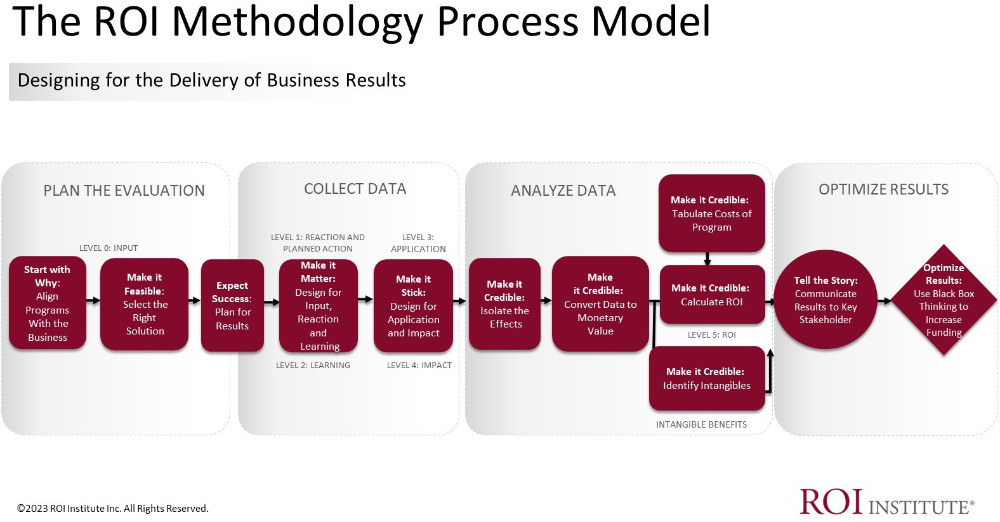 The ROI Methodology Process Model
Designing for the Delivery of Business Results
PLAN THE EVALUATION
LEVEL 0: INPUT
Start with
Why:
Align
Programs
With the
Business
Make it
Feasible:
Select the
Right
Solution
Expect
Success:
Plan for
Results
COLLECT DATA
LEVEL 1: REACTION AND
PLANNED ACTION
Make it
Matter:
Design for
Input,
Reaction
and
Learning
LEVEL 2: LEARNING
LEVEL 3:
APPLICATION
Make it
Stick:
Design for
Application
and Impact
LEVEL 4: IMPACT
ANALYZE DATA
Make it
Credible:
Isolate the
Effects
Make
it Credible:
Convert Data to
Monetary
Value
Make it Credible:
Tabulate Costs of
Program
Make it Credible:
Calculate ROI
LEVEL 5: ROI
Make it Credible:
Identify Intangibles
INTANGIBLE BENEFITS
OPTIMIZE RESULTS
Tell the Story:
Communicate
Results to Key
Stakeholder
Optimize
Results:
Use Black Box
Thinking to
Increase
Funding
©2023 ROI Institute Inc. All Rights Reserved.
ROI INSTITUTE®